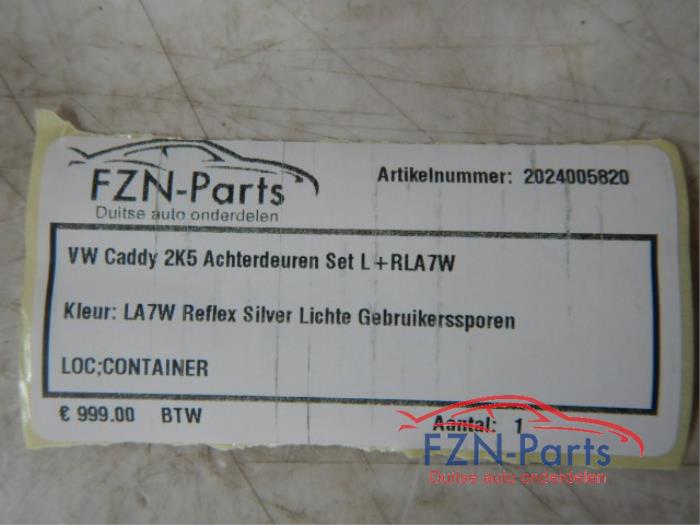 FZN-Parts
Duitse auto onderdelen
Artikelnummer: 2024005820
VW Caddy 2K5 Achterdeuren Set L+RLA7W
Kleur: LA7W Reflex Silver Lichte Gebruikerssporen
LOC;CONTAINER
€ 999.00 BTW
Aantal: 1
FZN-Parts
Duitse auto onderdelen